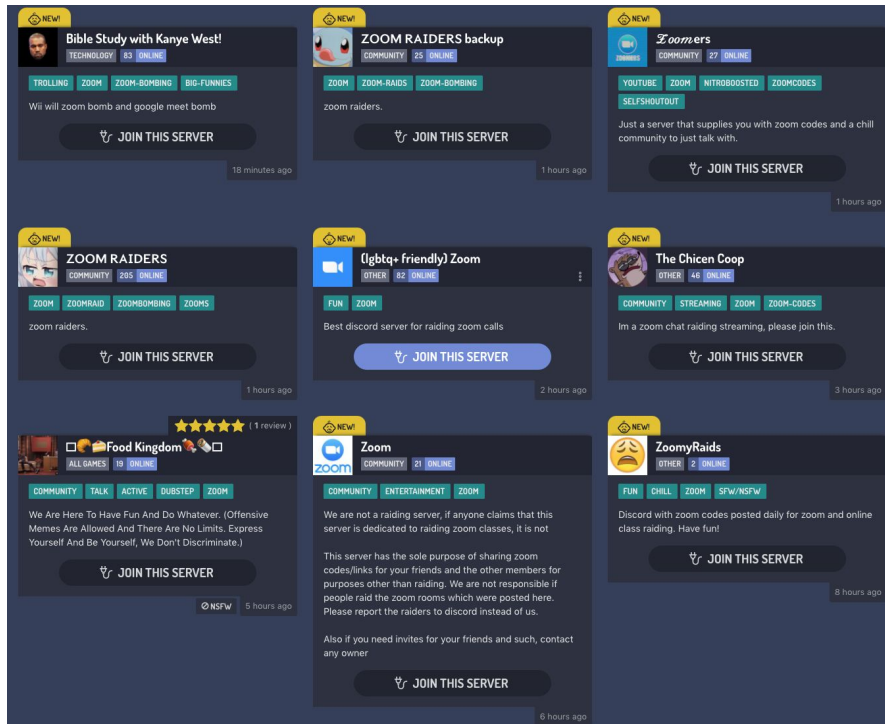 NEW!
Bible Study with Kanye West!
TECHNOLOGY 83 ONLINE
TROLLING ZOOM ZOOM-BOMBING BIG-FUNNIES
Wii will zoom bomb and google meet bomb
JOIN THIS SERVER
18 minutes ago
NEW!
ZOOM RAIDERS backup
COMMUNITY 25 ONLINE
ZOOM ZOOM-RAIDS ZOOM-BOMBING
zoom raiders.
JOIN THIS SERVER
1 hours ago
NEW!
ZOOMERS
𝒵𝑜𝑜𝓂ers
COMMUNITY 27 ONLINE
YOUTUBE ZOOM NITROBOOSTED ZOOMCODES
SELFSHOUTOUT
Just a server that supplies you with zoom codes and a chill
community to just talk with.
JOIN THIS SERVER
1 hours ago
NEW!
ZOOM RAIDERS
COMMUNITY 205 ONLINE
ZOOM ZOOMRAID ZOOMBOMBING ZOOMS
zoom raiders.
JOIN THIS SERVER
1 hours ago
NEW!
(lgbtq+ friendly) Zoom
OTHER 82 ONLINE
FUN ZOOM
Best discord server for raiding zoom calls
JOIN THIS SERVER
2 hours ago
NEW!
The Chicen Coop
OTHER 46 ONLINE
COMMUNITY STREAMING ZOOM ZOOM-CODES
Im a zoom chat raiding streaming, please join this.
JOIN THIS SERVER
3 hours ago
( 1 review )
Food Kingdom
ALL GAMES 19 ONLINE
COMMUNITY TALK ACTIVE DUBSTEP ZOOM
We Are Here To Have Fun And Do Whatever. (Offensive
Memes Are Allowed And There Are No Limits. Express
Yourself And Be Yourself, We Don't Discriminate.)
JOIN THIS SERVER
NSFW 5 hours ago
NEW!
zoom
Zoom
COMMUNITY 21 ONLINE
COMMUNITY ENTERTAINMENT ZOOM
We are not a raiding server, if anyone claims that this
server is dedicated to raiding zoom classes, it is not
This server has the sole purpose of sharing zoom
codes/links for your friends and the other members for
purposes other than raiding. We are not responsible if
people raid the zoom rooms which were posted here.
Please report the raiders to discord instead of us.
Also if you need invites for your friends and such, contact
any owner
JOIN THIS SERVER
6 hours ago
NEW!
ZoomyRaids
OTHER 2 ONLINE
FUN CHILL ZOOM SFW/NSFW
Discord with zoom codes posted daily for zoom and online
class raiding. Have fun!
JOIN THIS SERVER
8 hours ago